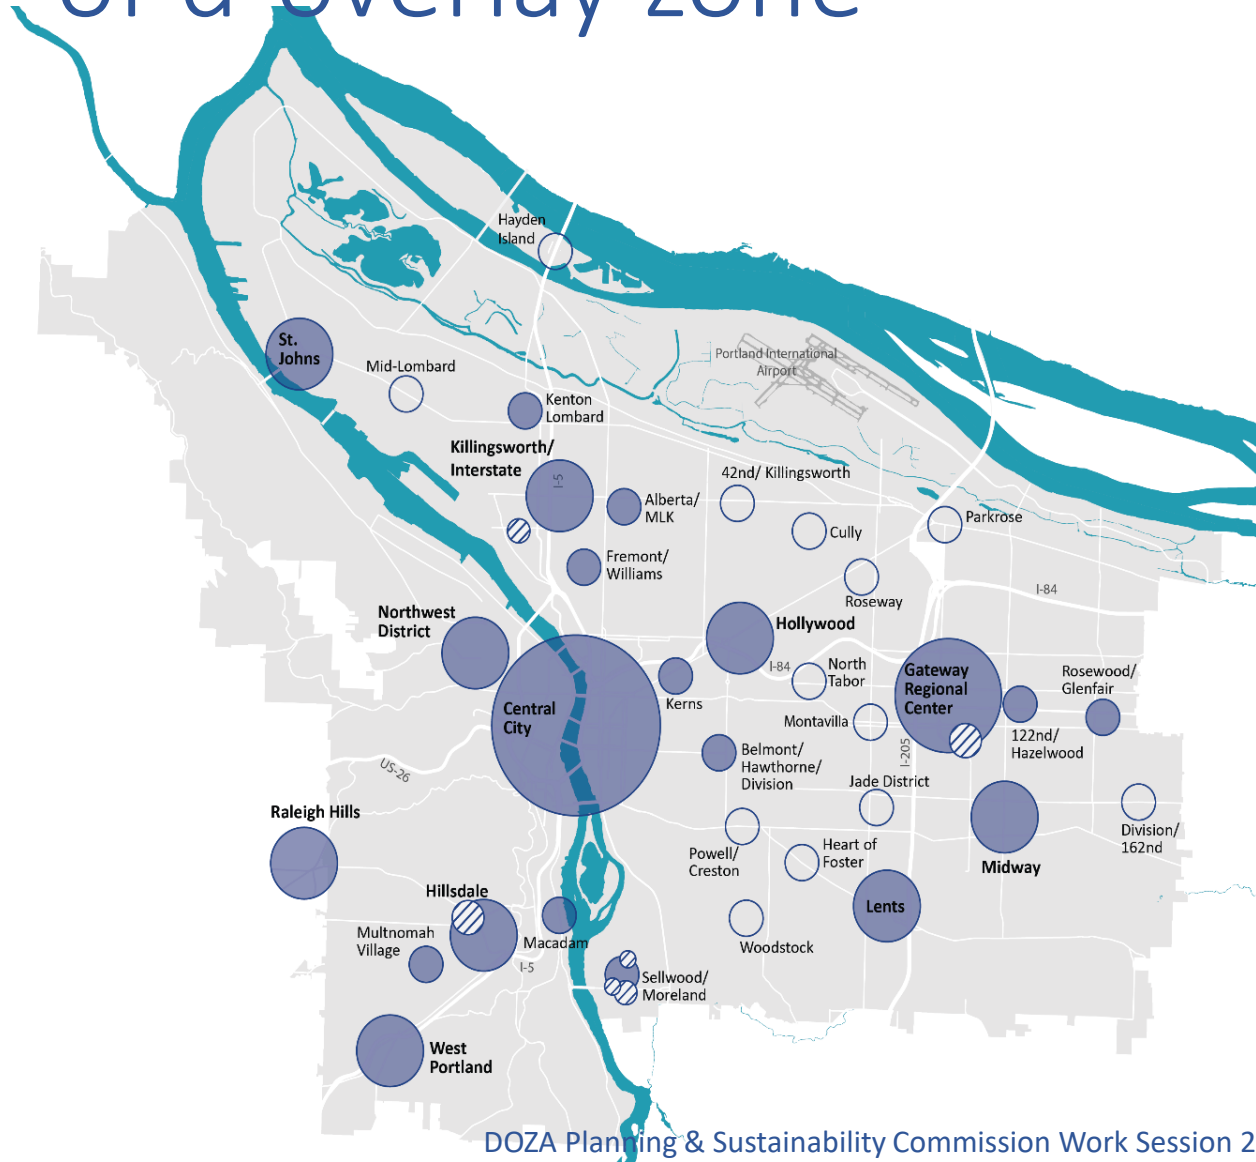 of d overlay zone
Hayden
Island
St.
Johns
Mid-Lombard
Kenton
Lombard
Portland International
Airport
Killingsworth/
Interstate
I-5
Alberta/
MLK
42nd/ Killingsworth
Cully
Parkrose
Fremont/
Williams
Roseway
I-84
Northwest
District
Hollywood
I-84
North
Tabor
Gateway
Regional
Center
Rosewood/
Glenfair
Central
City
Kerns
Montavilla
122nd/
Hazelwood
I-205
US-26
Belmont/
Hawthorne/
Division
Jade District
Raleigh Hills
Division/
162nd
Powell/
Creston
Heart of
Foster
Midway
Hillsdale
Lents
Multnomah
Village
Macadam
I-5
Woodstock
Sellwood/
Moreland
West
Portland
DOZA Planning & Sustainability Commission Work Session 2